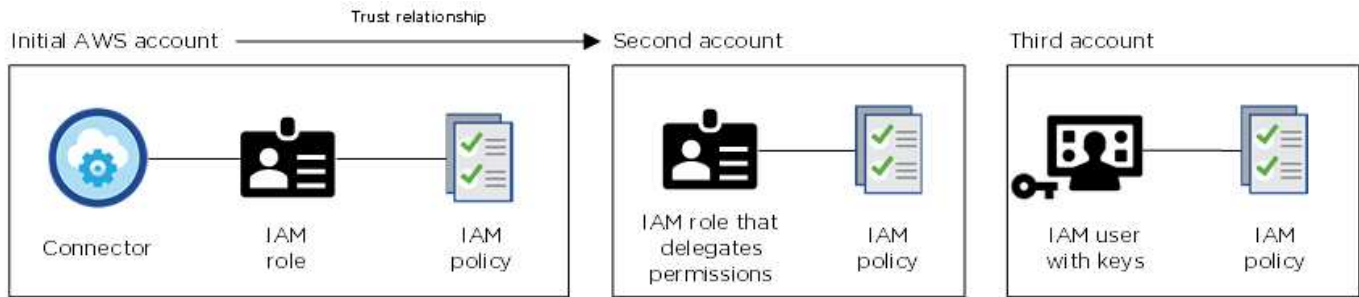 Trust relationship
Initial AWS account
Second account
Third account
Connector
IAM
role
IAM
policy
IAM role that
delegates
permissions
IAM
policy
IAM user
with keys
IAM
policy